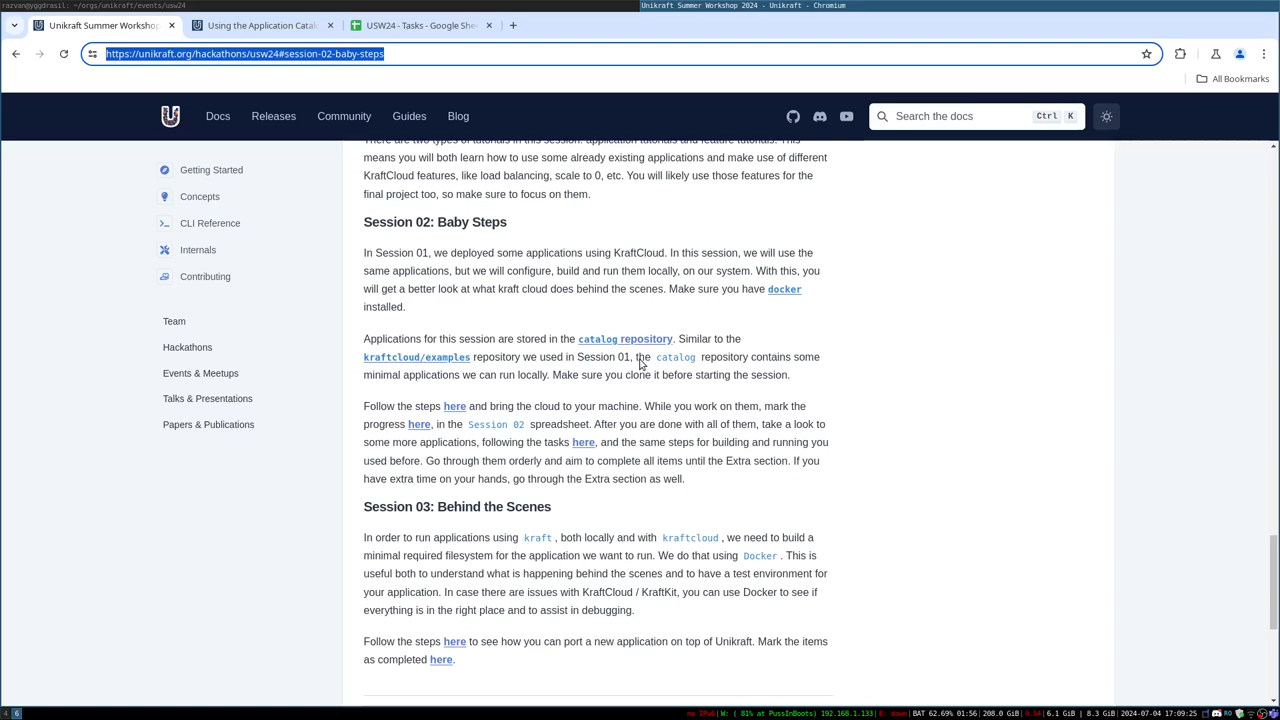 razvan@yggdrasil: ~/orgs/unikraft/events/usw24
Unikraft Summer Workshop 2024 - Unikraft - Chromium
Unikraft Summer Workshop
Using the Application Catal
USW24 - Tasks - Google She
https://unikraft.org/hackathons/usw24#session-02-baby-steps
All Bookmarks
Docs
Releases
Community
Guides
Blog
Search the docs
Ctrl
K
Getting Started
Concepts
CLI Reference
Internals
Contributing
Team
Hackathons
Events & Meetups
Talks & Presentations
Papers & Publications
There are two types of tutorials in this session: application tutorials and feature tutorials. This
means you will both learn how to use some already existing applications and make use of different
KraftCloud features, like load balancing, scale to 0, etc. You will likely use those features for the
final project too, so make sure to focus on them.
Session 02: Baby Steps
In Session 01, we deployed some applications using KraftCloud. In this session, we will use the
same applications, but we will configure, build and run them locally, on our system. With this, you
will get a better look at what kraft cloud does behind the scenes. Make sure you have docker
installed.
Applications for this session are stored in the catalog repository. Similar to the
kraftcloud/examples repository we used in Session 01, the catalog repository contains some
minimal applications we can run locally. Make sure you clone it before starting the session.
Follow the steps here and bring the cloud to your machine. While you work on them, mark the
progress here, in the Session 02 spreadsheet. After you are done with all of them, take a look to
some more applications, following the tasks here, and the same steps for building and running you
used before. Go through them orderly and aim to complete all items until the Extra section. If you
have extra time on your hands, go through the Extra section as well.
Session 03: Behind the Scenes
In order to run applications using kraft, both locally and with kraftcloud, we need to build a
minimal required filesystem for the application we want to run. We do that using Docker. This is
useful both to understand what is happening behind the scenes and to have a test environment for
your application. In case there are issues with KraftCloud / KraftKit, you can use Docker to see if
everything is in the right place and to assist in debugging.
Follow the steps here to see how you can port a new application on top of Unikraft. Mark the items
as completed here.
4 6
no IPv6|W: ( 81% at PussInBoots) 192.168.1.133|E: down|BAT 62.69% 01:56|208.0 GiB|0.54|6.1 GiB | 8.3 GiB|2024-07-04 17:09:25
RO